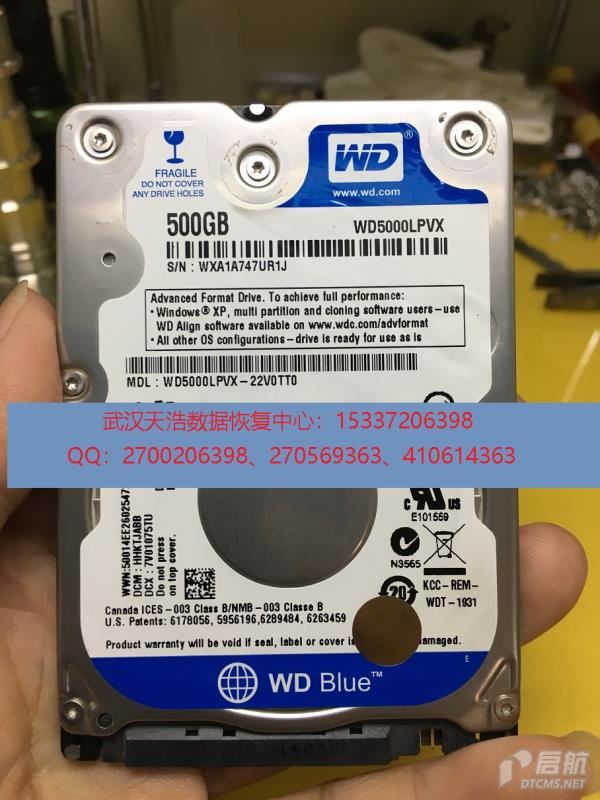 FRAGILE
DO NOT COVER
ANY DRIVE HOLES
WD®
www.wd.com
500GB
WD5000LPVX
S/N : WXA1A747UR1J
Advanced Format Drive. To achieve full performance:
• Windows® XP, multi partition and cloning software users-use
WD Align software available on www.wdc.com/advformat
• All other OS configurations-drive is ready for use as is
MDL : WD5000LPVX-22V0TT0
武汉天浩数据恢复中心：15337206398
QQ：2700206398、270569363、410614363
C US
E101559
N3565
20
KCC-REM-
WDT-1931
WWN:50014EE2602547
DCM : HHKTJABB
DCX : 7V01075TU
Do not press
on top cover.
Canada ICES-003 Class B/NMB-003 Classe B
U.S. Patents: 6178056, 5956196,6289484, 6263459
Product warranty will be void if seal, label or cover is
E
WD Blue™
启航
DTCMS.NET